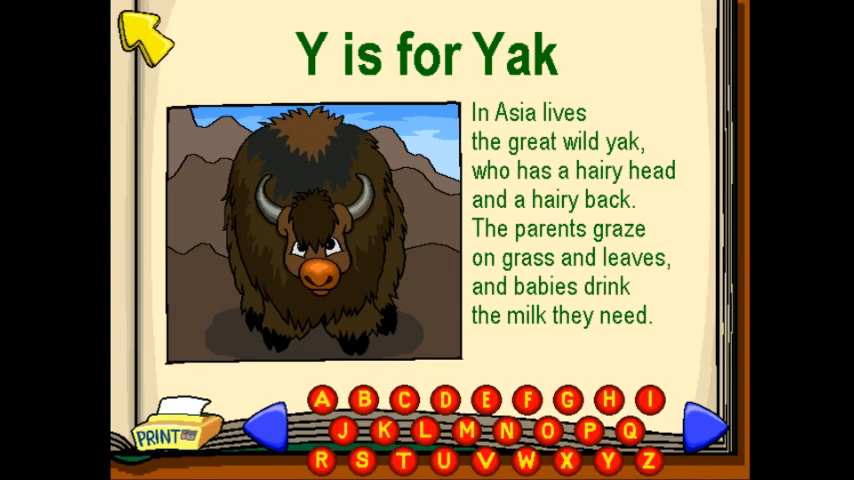 Y is for Yak
In Asia lives
the great wild yak,
who has a hairy head
and a hairy back.
The parents graze
on grass and leaves,
and babies drink
the milk they need.
PRINT
A B C D E F G H I
J K L M N O P Q
R S T U V W X Y Z